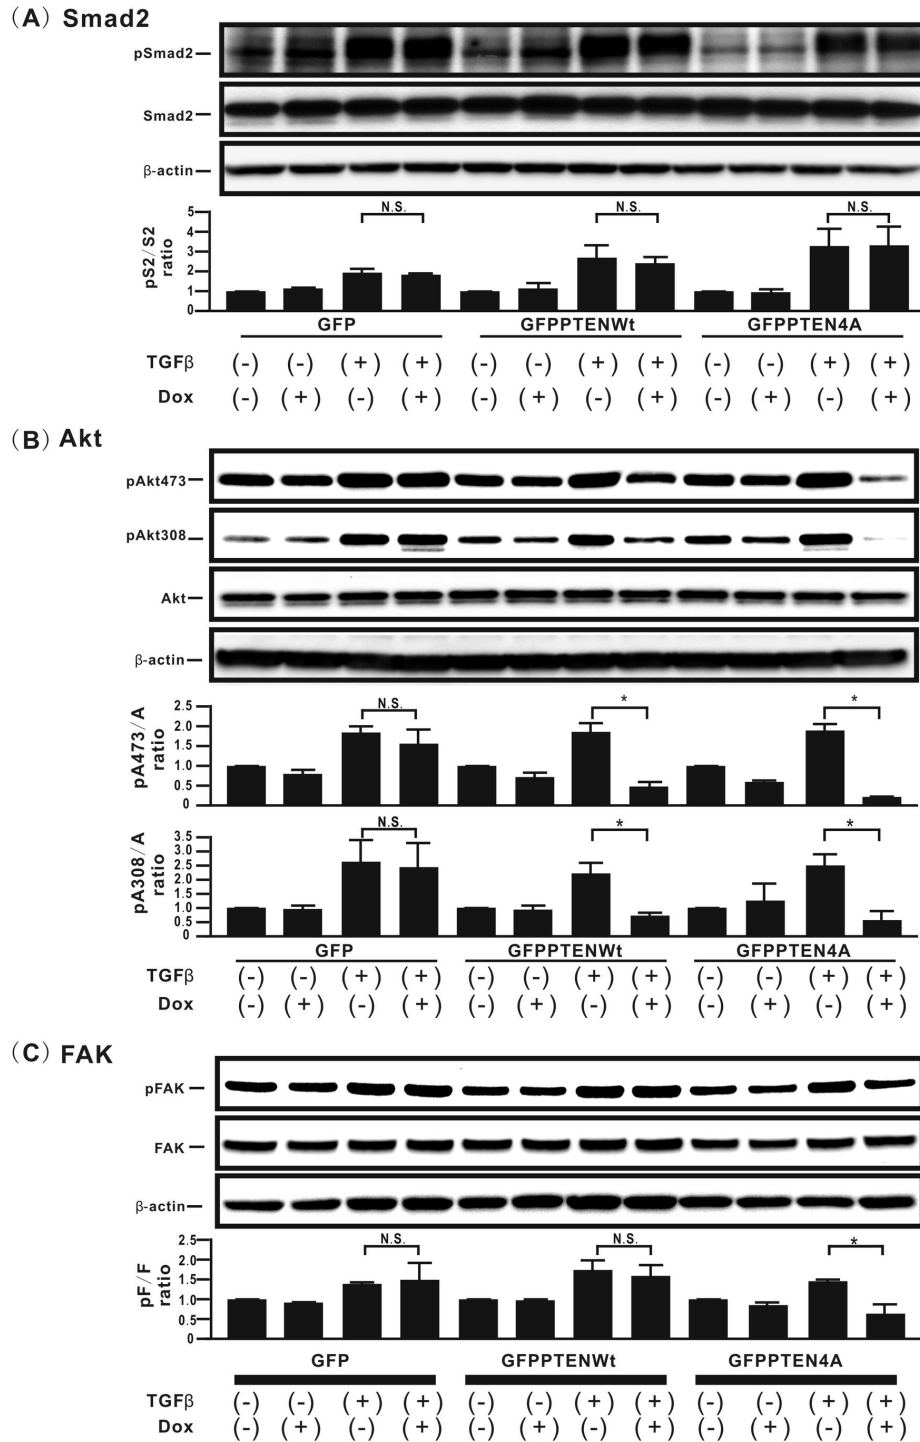 (A) Smad2
pSmad2
Smad2
β-actin
N.S. N.S. N.S.
pS2/S2 ratio
5
4
3
2
1
0
GFP GFPPTENWt GFPPTEN4A
TGFβ (-) (-) (+) (+) (-) (-) (+) (+) (-) (-) (+) (+)
Dox (-) (+) (-) (+) (-) (+) (-) (+) (-) (+) (-) (+)
(B) Akt
pAkt473
pAkt308
Akt
β-actin
N.S. * *
pA473/A ratio
2.5
2.0
1.5
1.0
0.5
0
N.S. * *
pA308/A ratio
3.5
3.0
2.5
2.0
1.5
1.0
0.5
0
GFP GFPPTENWt GFPPTEN4A
TGFβ (-) (-) (+) (+) (-) (-) (+) (+) (-) (-) (+) (+)
Dox (-) (+) (-) (+) (-) (+) (-) (+) (-) (+) (-) (+)
(C) FAK
pFAK
FAK
β-actin
N.S. N.S. *
pF/F ratio
2.5
2.0
1.5
1.0
0.5
0
GFP GFPPTENWt GFPPTEN4A
TGFβ (-) (-) (+) (+) (-) (-) (+) (+) (-) (-) (+) (+)
Dox (-) (+) (-) (+) (-) (+) (-) (+) (-) (+) (-) (+)